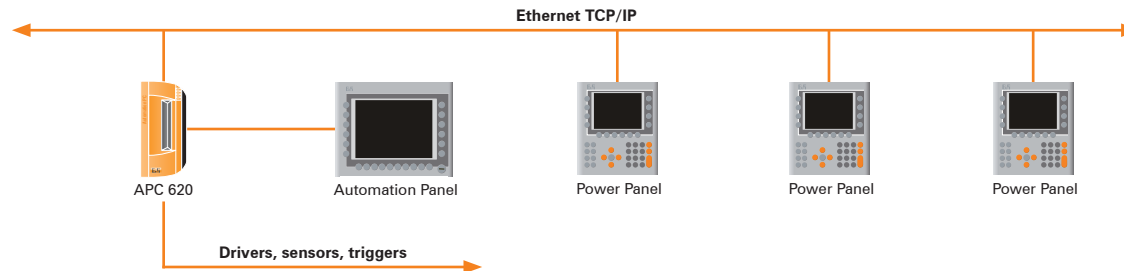 Ethernet TCP/IP
APC 620
Automation Panel
Power Panel
Power Panel
Power Panel
Drivers, sensors, triggers